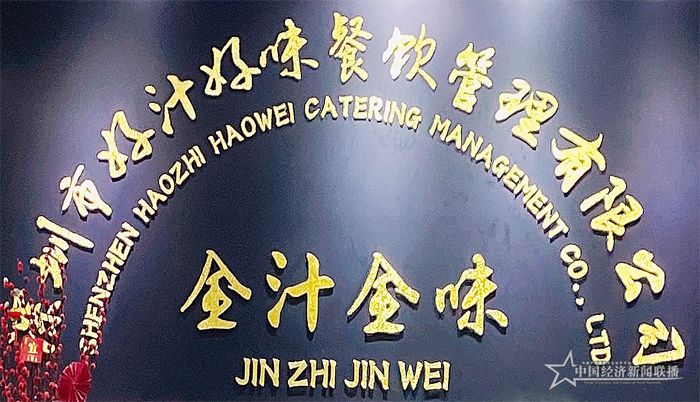 深圳市好汁好味餐饮管理有限公司
SHENZHEN HAOZHI HAOWEI CATERING MANAGEMENT CO., LTD
金汁金味
JIN ZHI JIN WEI
中国经济新闻联播